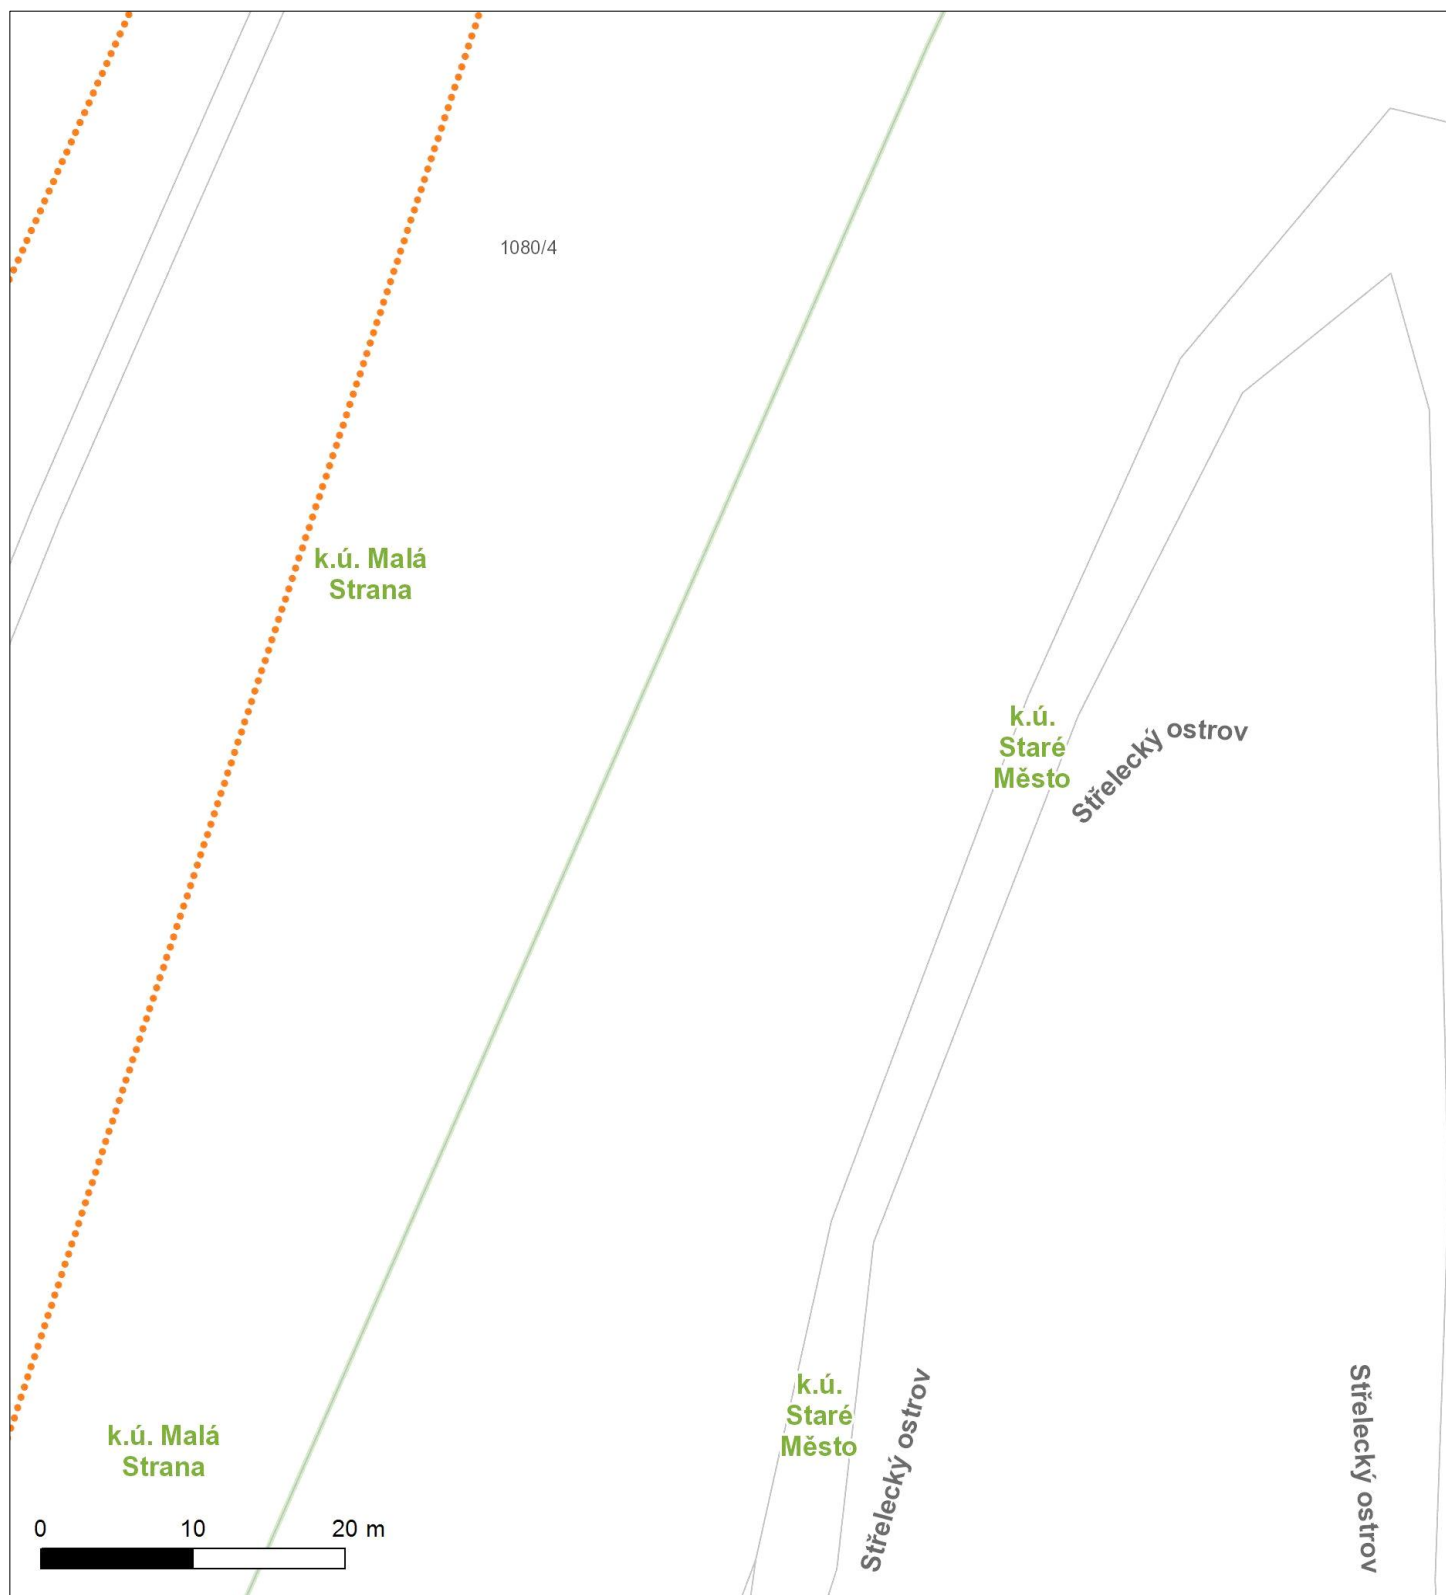 1080/4
k.ú. Malá
Strana
k.ú.
Staré
Město
Střelecký ostrov
k.ú.
Staré
Město
Střelecký ostrov
Střelecký ostrov
k.ú. Malá
Strana
0 10 20 m